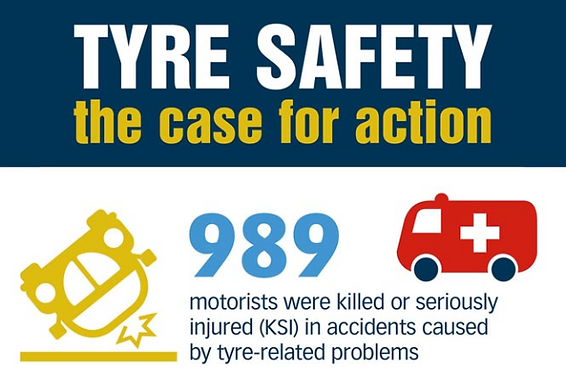 TYRE SAFETY
the case for action
989
motorists were killed or seriously
injured (KSI) in accidents caused
by tyre-related problems